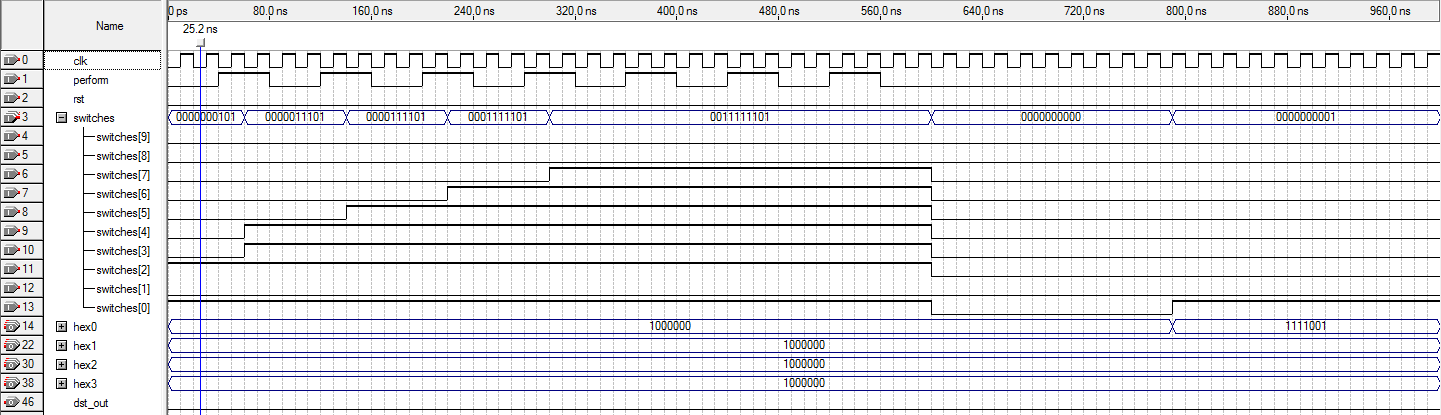 Name
0 ps 80.0 ns 160.0 ns 240.0 ns 320.0 ns 400.0 ns 480.0 ns 560.0 ns 640.0 ns 720.0 ns 800.0 ns 880.0 ns 960.0 ns
25.2 ns
0 clk
1 perform
2 rst
3 switches 0000000101 0000011101 0000111101 0001111101 0011111101 0000000000 0000000001
4 switches[9]
5 switches[8]
6 switches[7]
7 switches[6]
8 switches[5]
9 switches[4]
10 switches[3]
11 switches[2]
12 switches[1]
13 switches[0]
14 hex0 1000000 1111001
22 hex1 1000000
30 hex2 1000000
38 hex3 1000000
46 dst_out